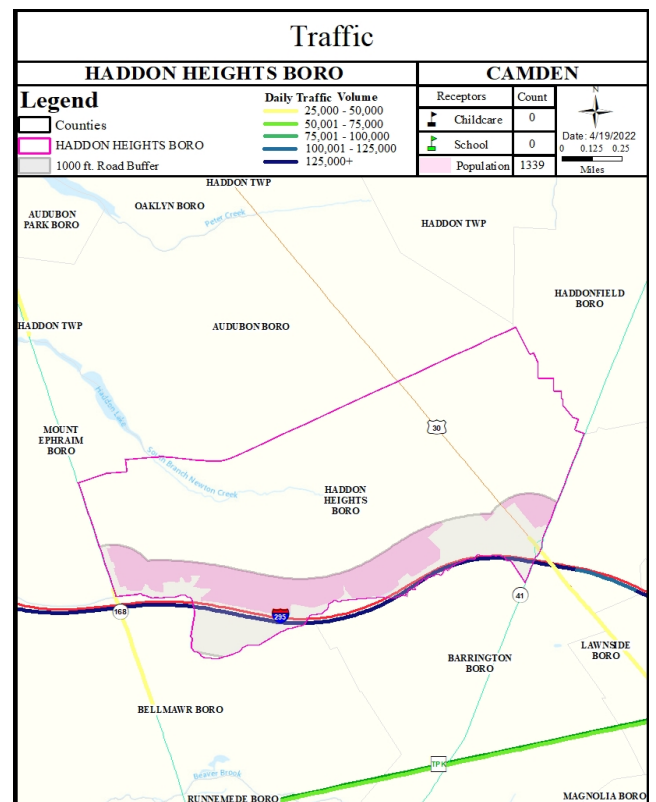 Traffic
HADDON HEIGHTS BORO
CAMDEN
Legend
Counties
HADDON HEIGHTS BORO
1000 ft. Road Buffer
Daily Traffic Volume
25,000 - 50,000
50,001 - 75,000
75,001 - 100,000
100,001 - 125,000
125,000+
Receptors Count
Childcare 0
School 0
Population 1339
N
Date: 4/19/2022
0 0.125 0.25
Miles
HADDON TWP
OAKLYN BORO
AUDUBON
PARK BORO
Peter Creek
HADDON TWP
HADDONFIELD
BORO
HADDON TWP
AUDUBON BORO
Haddon Lake
MOUNT
EPHRAIM
BORO
30
South Branch Newton Creek
HADDON
HEIGHTS
BORO
41
168
295
LAWNSIDE
BORO
BARRINGTON
BORO
BELLMAWR BORO
TPK
Beaver Brook
RUNNEMEDE BORO
MAGNOLIA BORO